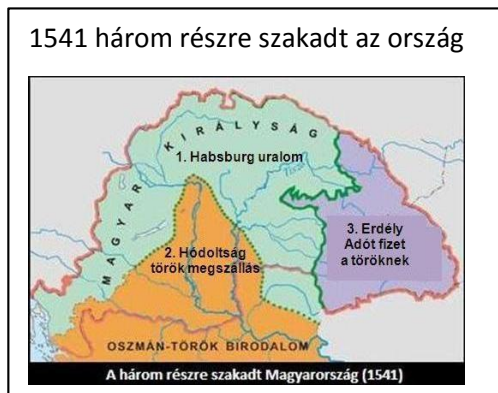 1541 három részre szakadt az ország
MAGYAR KIRÁLYSÁG
1. Habsburg uralom
Tisza
2. Hódoltság
török megszállás
3. Erdély
Adót fizet
a töröknek
OSZMÁN-TÖRÖK BIRODALOM
A három részre szakadt Magyarország (1541)